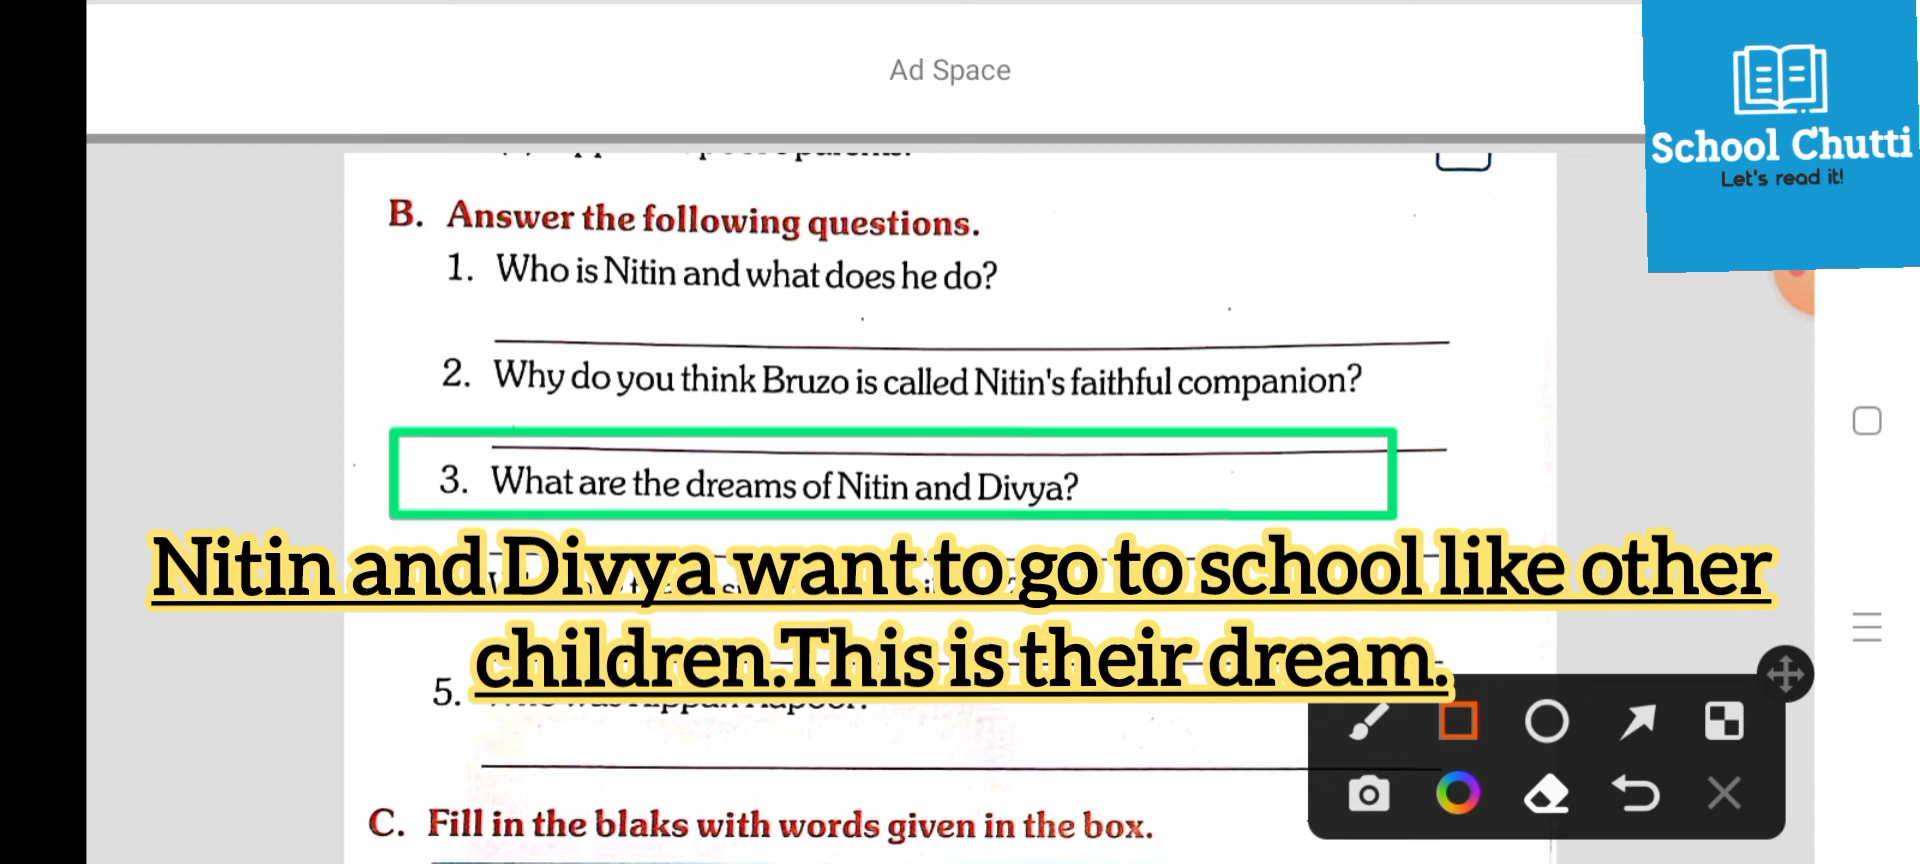 Ad Space
School Chutti
Let's read it!
B. Answer the following questions.
1. Who is Nitin and what does he do?
2. Why do you think Bruzo is called Nitin's faithful companion?
3. What are the dreams of Nitin and Divya?
Nitin and Divya want to go to school like other
children.This is their dream.
5.
C. Fill in the blaks with words given in the box.